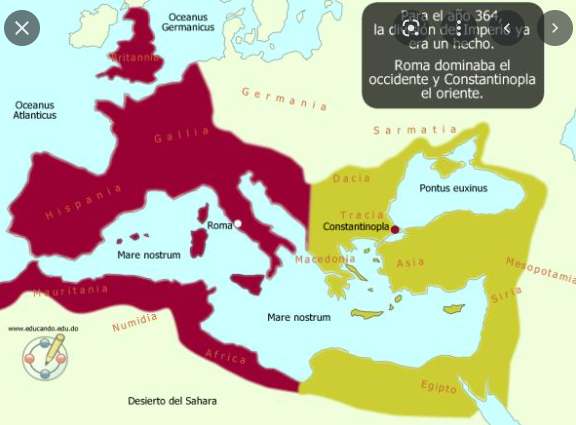 Para el año 364,
la división del Imperio ya
era un hecho.
Roma dominaba el
occidente y Constantinopla
el oriente.
Oceanus
Germanicus
Britannia
Germania
Oceanus
Atlanticus
Gallia
Sarmatia
Dacia
Pontus euxinus
Hispania
Tracia
Roma
Constantinopla
Mare nostrum
Macedonia
Asia
Mesopotamia
Siria
Mauritania
Mare nostrum
Numidia
www.educando.edu.do
Africa
Egipto
Desierto del Sahara